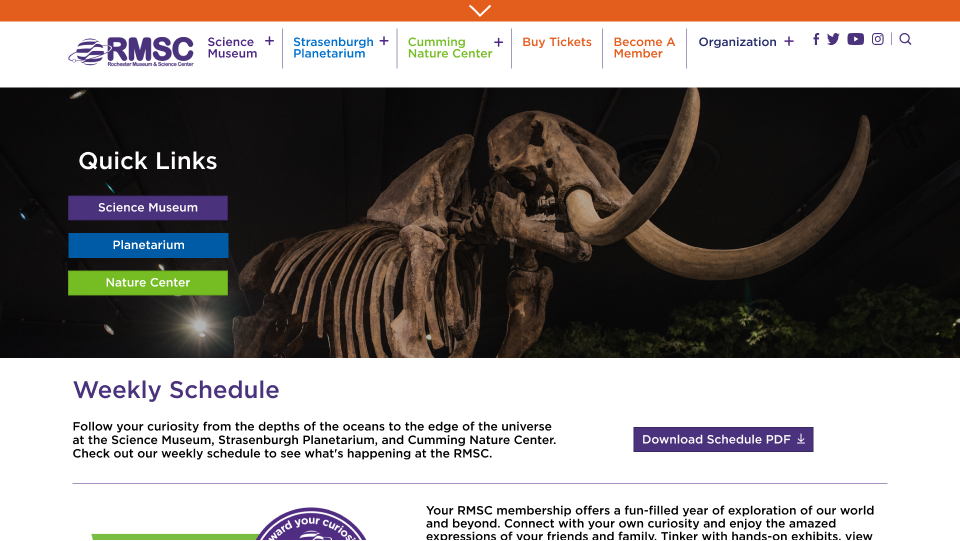 RMSC
Rochester Museum & Science Center
Science
Museum
Strasenburgh
Planetarium
Cumming
Nature Center
Buy Tickets
Become A
Member
Organization
Quick Links
Science Museum
Planetarium
Nature Center
Weekly Schedule
Follow your curiosity from the depths of the oceans to the edge of the universe
at the Science Museum, Strasenburgh Planetarium, and Cumming Nature Center.
Check out our weekly schedule to see what's happening at the RMSC.
Download Schedule PDF
ward your curios
Your RMSC membership offers a fun-filled year of exploration of our world
and beyond. Connect with your own curiosity and enjoy the amazed
expressions of your friends and family. Tinker with hands-on exhibits, view